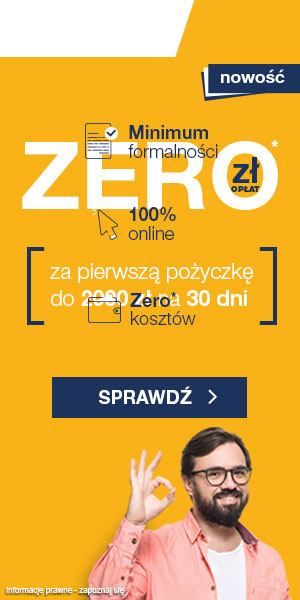 nowość
Minimum
formalności
ZERO*
zł
OPŁAT
100%
online
za pierwszą pożyczkę
do 2000 zł na 30 dni
Zero*
kosztów
SPRAWDŹ
Informacje prawne - zapoznaj się